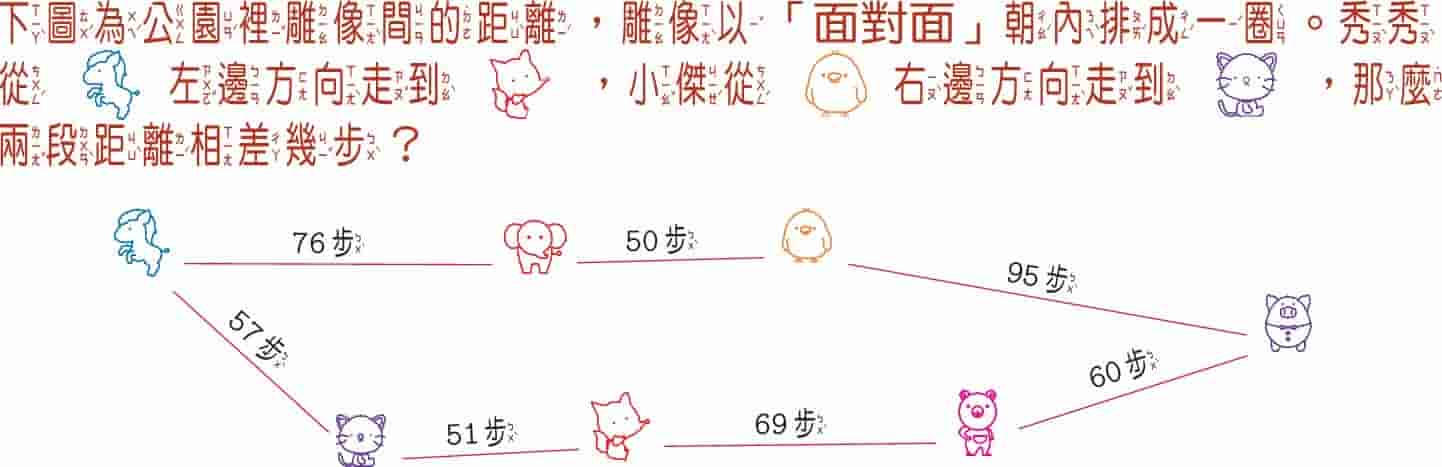 下圖為公園裡雕像間的距離，雕像以「面對面」朝內排成一圈。秀秀
從 左邊方向走到 ，小傑從 右邊方向走到 ，那麼
兩段距離相差幾步？
76 步 50 步
95 步
57 步
60 步
51 步 69 步